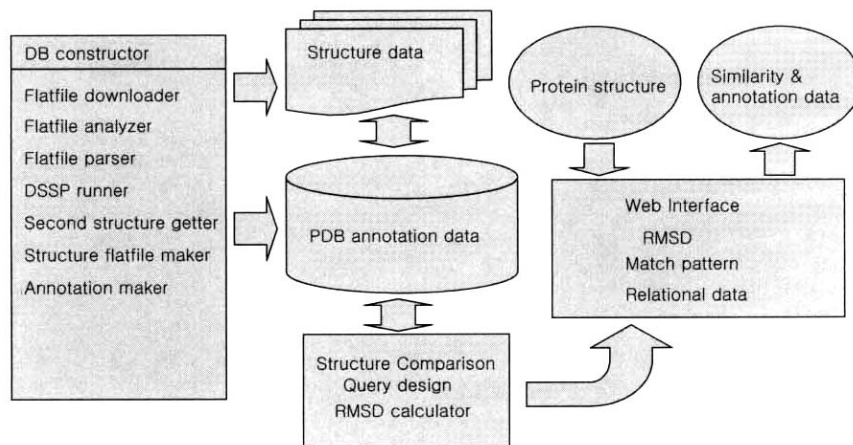 DB constructor
Flatfile downloader
Flatfile analyzer
Flatfile parser
DSSP runner
Second structure getter
Structure flatfile maker
Annotation maker
Structure data
PDB annotation data
Structure Comparison
Query design
RMSD calculator
Protein structure
Similarity &
annotation data
Web Interface
RMSD
Match pattern
Relational data